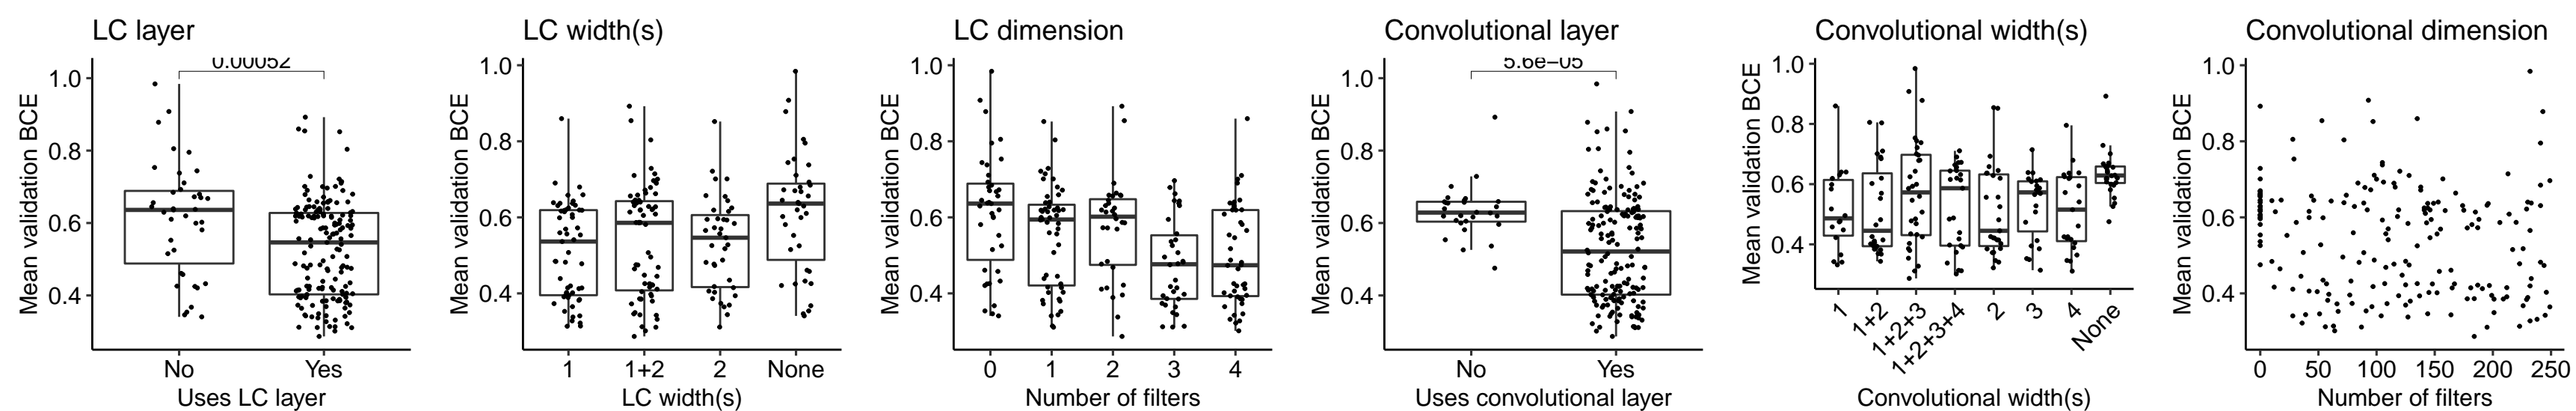 LC layer
0.00052
1.0
0.8
0.6
0.4
Mean validation BCE
No
Yes
Uses LC layer
LC width(s)
1.0
0.8
0.6
0.4
Mean validation BCE
1
1+2
2
None
LC width(s)
LC dimension
1.0
0.8
0.6
0.4
Mean validation BCE
0
1
2
3
4
Number of filters
Convolutional layer
5.6e−05
1.0
0.8
0.6
0.4
Mean validation BCE
No
Yes
Uses convolutional layer
Convolutional width(s)
1.0
0.8
0.6
0.4
Mean validation BCE
1
1+2
1+2+3
1+2+3+4
2
3
4
None
Convolutional width(s)
Convolutional dimension
1.0
0.8
0.6
0.4
Mean validation BCE
0
50
100
150
200
250
Number of filters